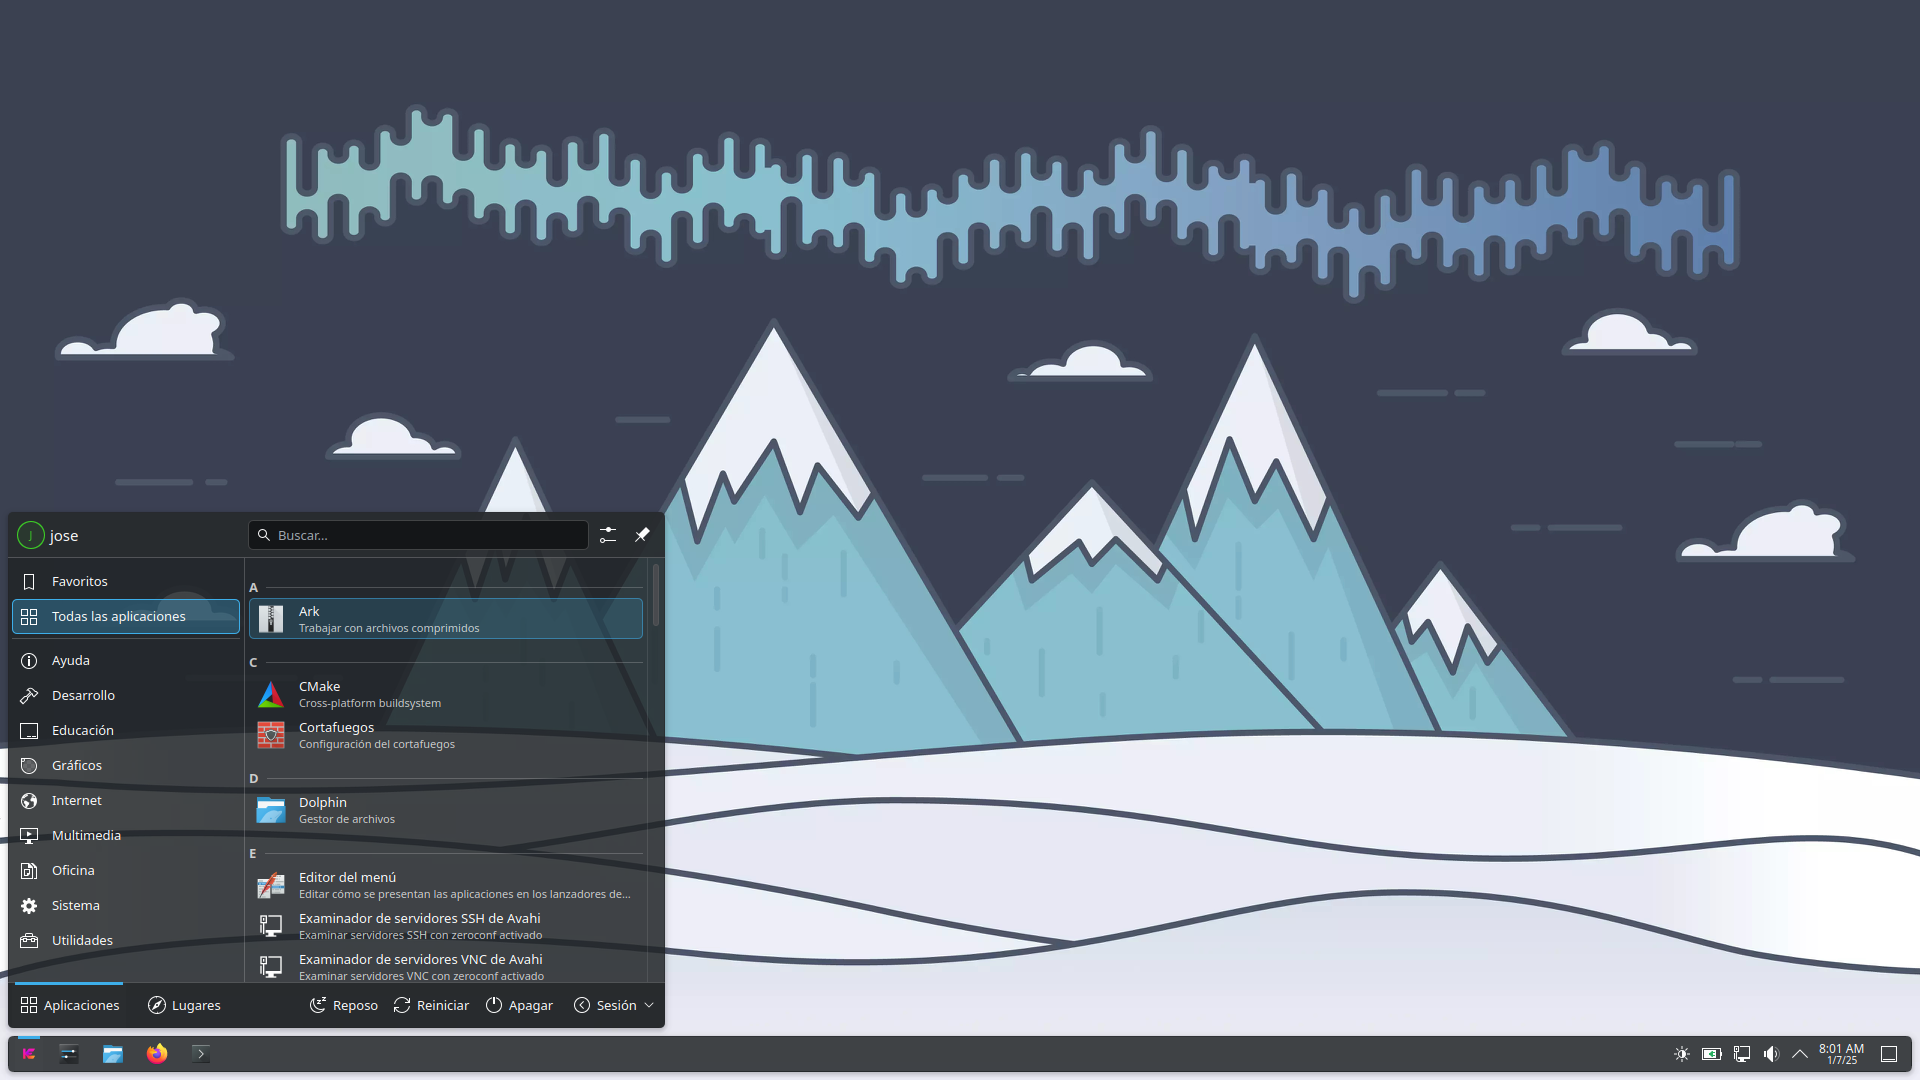 J
jose
Buscar...
Favoritos
Todas las aplicaciones
Ayuda
Desarrollo
Educación
Gráficos
Internet
Multimedia
Oficina
Sistema
Utilidades
A
Ark
Trabajar con archivos comprimidos
C
CMake
Cross-platform buildsystem
Cortafuegos
Configuración del cortafuegos
D
Dolphin
Gestor de archivos
E
Editor del menú
Editar cómo se presentan las aplicaciones en los lanzadores de...
Examinador de servidores SSH de Avahi
Examinar servidores SSH con zeroconf activado
Examinador de servidores VNC de Avahi
Examinar servidores VNC con zeroconf activado
Aplicaciones
Lugares
Reposo
Reiniciar
Apagar
Sesión
8:01 AM
1/7/25